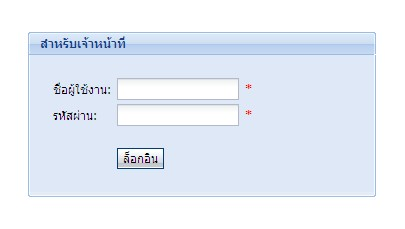 สำหรับเจ้าหน้าที่
ชื่อผู้ใช้งาน: *
รหัสผ่าน: *
ล็อกอิน